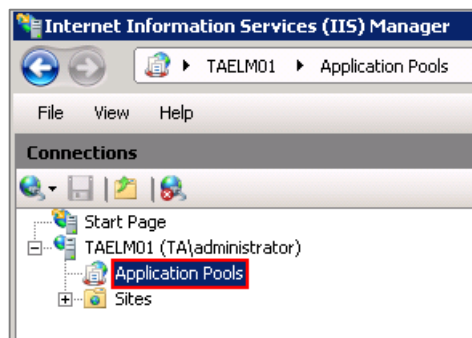 Internet Information Services (IIS) Manager
TAELM01 Application Pools
File View Help
Connections
Start Page
TAELM01 (TA\administrator)
Application Pools
Sites